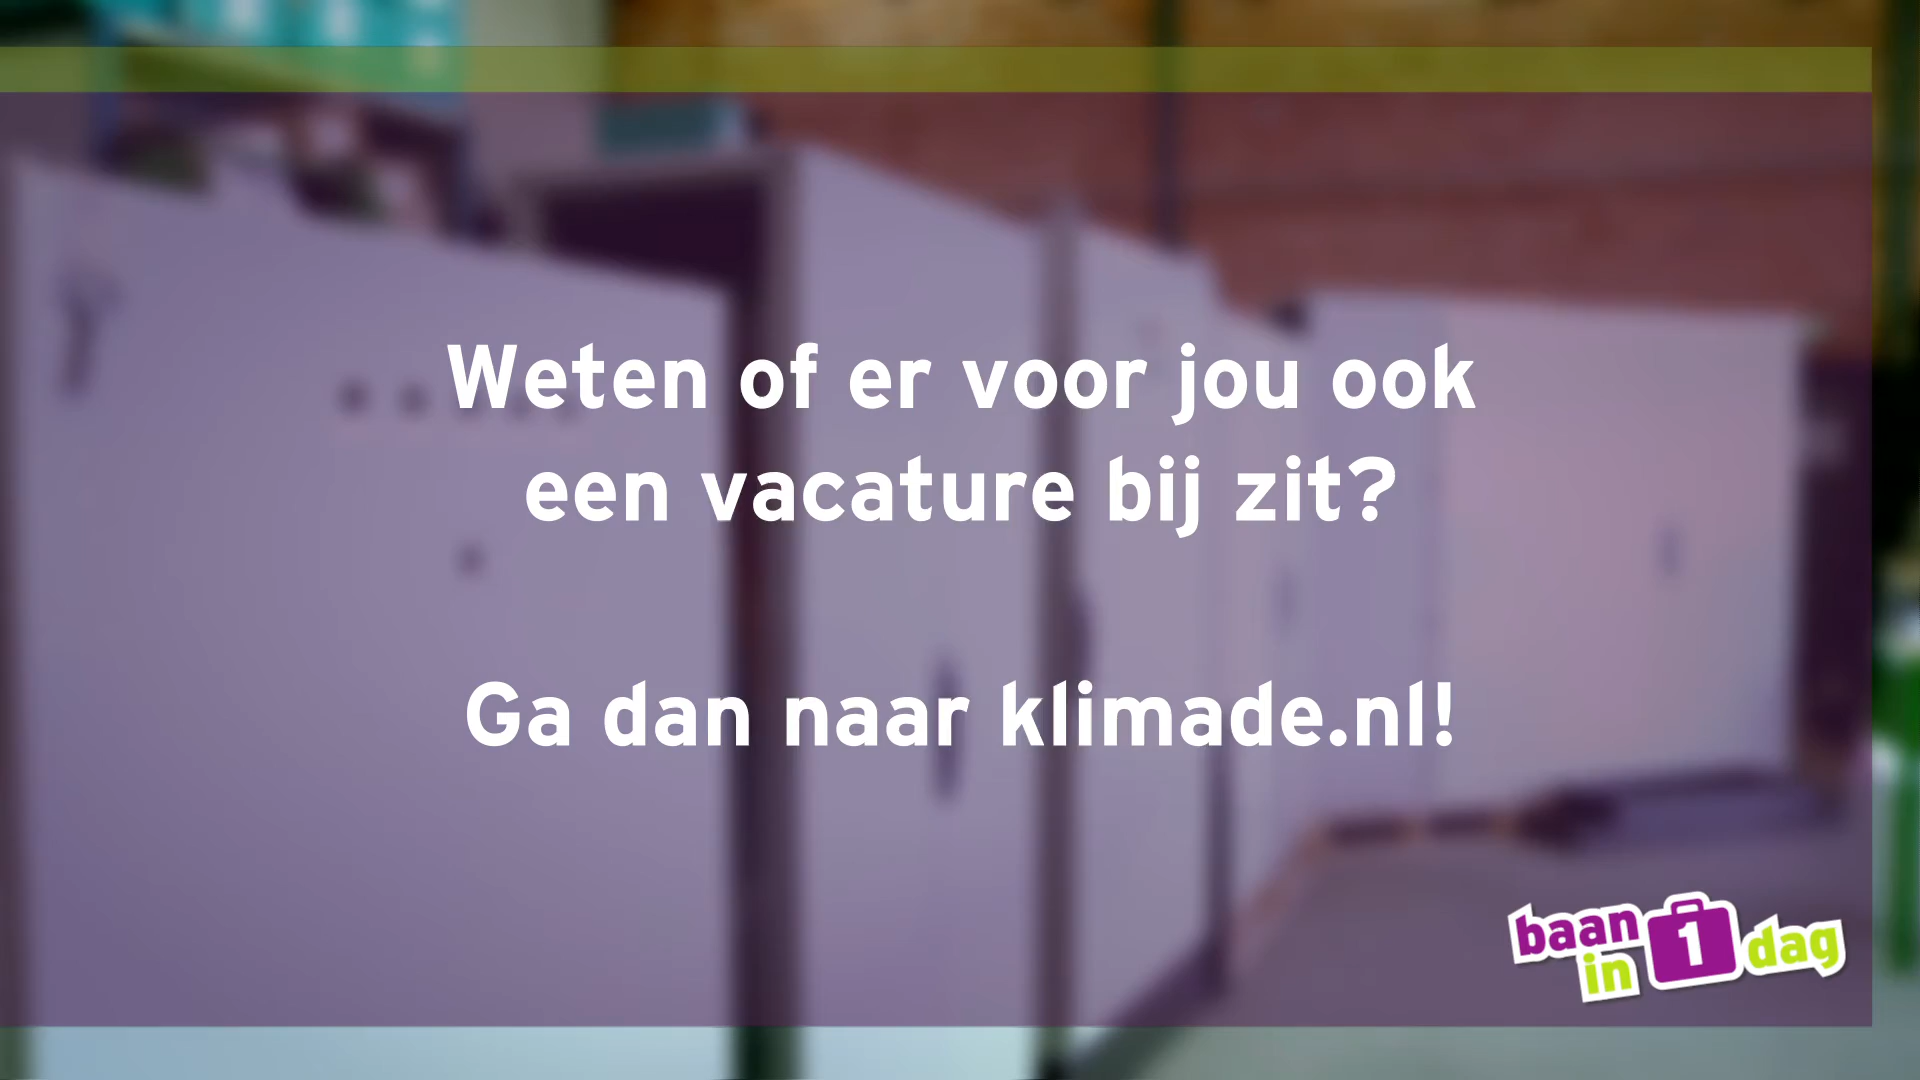 Weten of er voor jou ook
een vacature bij zit?
Ga dan naar klimade.nl!
baan
in 1 dag